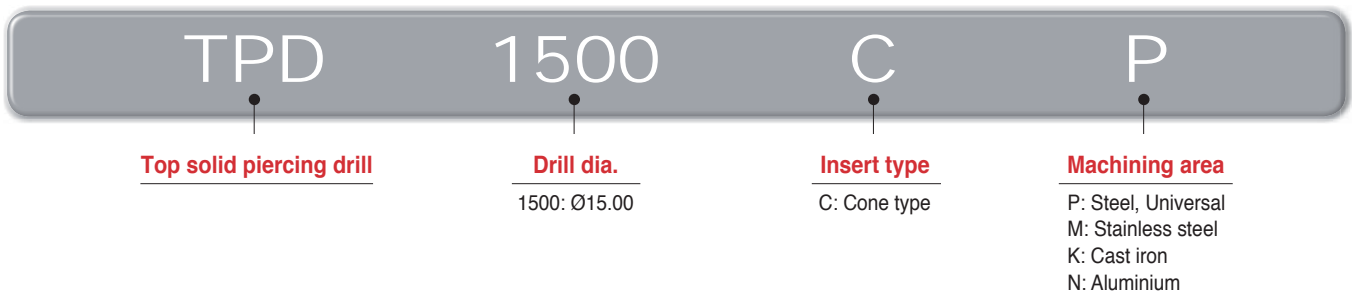 TPD 1500 C P
Top solid piercing drill
Drill dia.
1500: Ø15.00
Insert type
C: Cone type
Machining area
P: Steel, Universal
M: Stainless steel
K: Cast iron
N: Aluminium